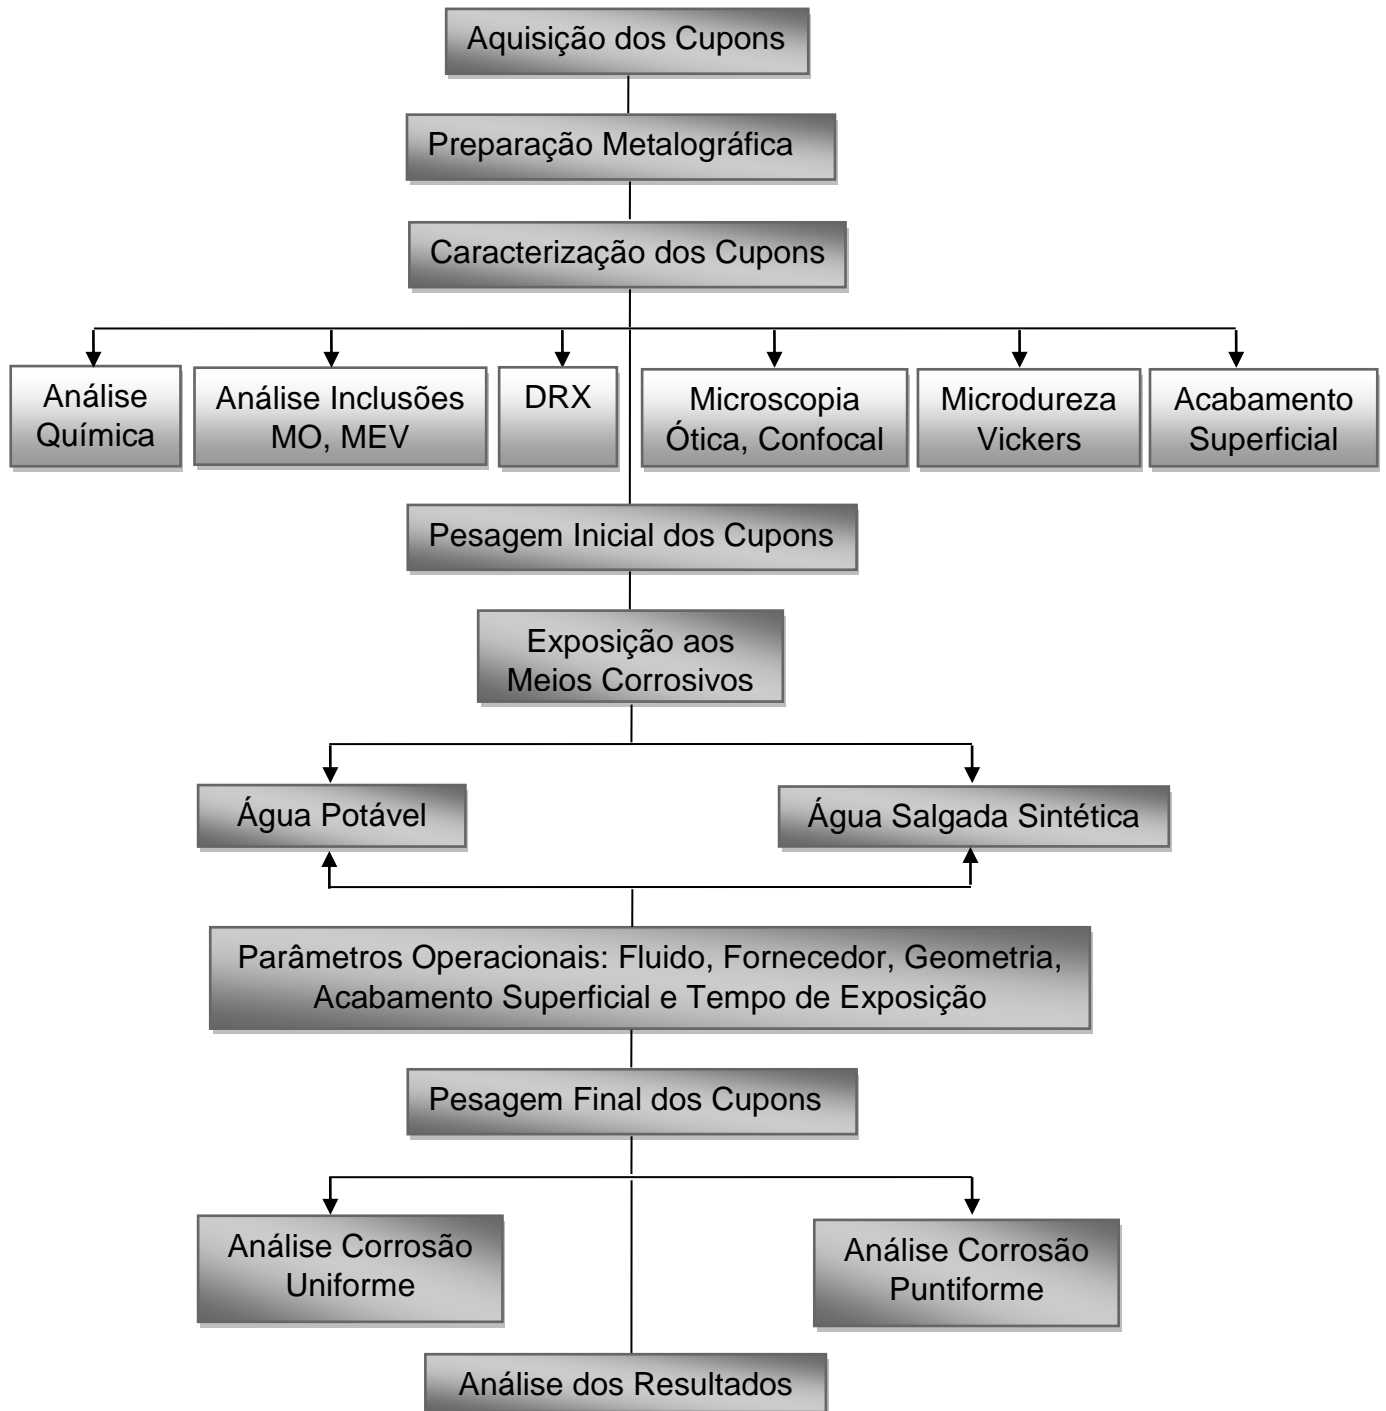 Aquisição dos Cupons
Preparação Metalográfica
Caracterização dos Cupons
Análise
Química
Análise Inclusões
MO, MEV
DRX
Microscopia
Ótica, Confocal
Microdureza
Vickers
Acabamento
Superficial
Pesagem Inicial dos Cupons
Exposição aos
Meios Corrosivos
Água Potável
Água Salgada Sintética
Parâmetros Operacionais: Fluido, Fornecedor, Geometria,
Acabamento Superficial e Tempo de Exposição
Pesagem Final dos Cupons
Análise Corrosão
Uniforme
Análise Corrosão
Puntiforme
Análise dos Resultados